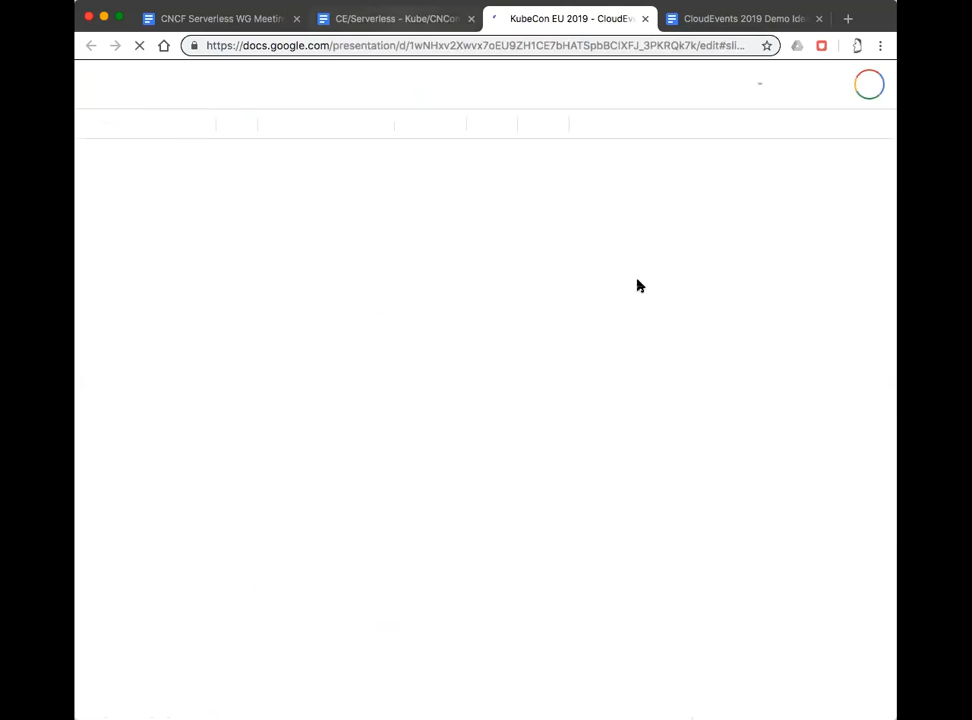 CNCF Serverless WG Meetin
CE/Serverless - Kube/CNCon
KubeCon EU 2019 - CloudEv
CloudEvents 2019 Demo Ide
https://docs.google.com/presentation/d/1wNHxv2Xwvx7oEU9ZH1CE7bHATSpbBCIXFJ_3PKRQk7k/edit#sli...